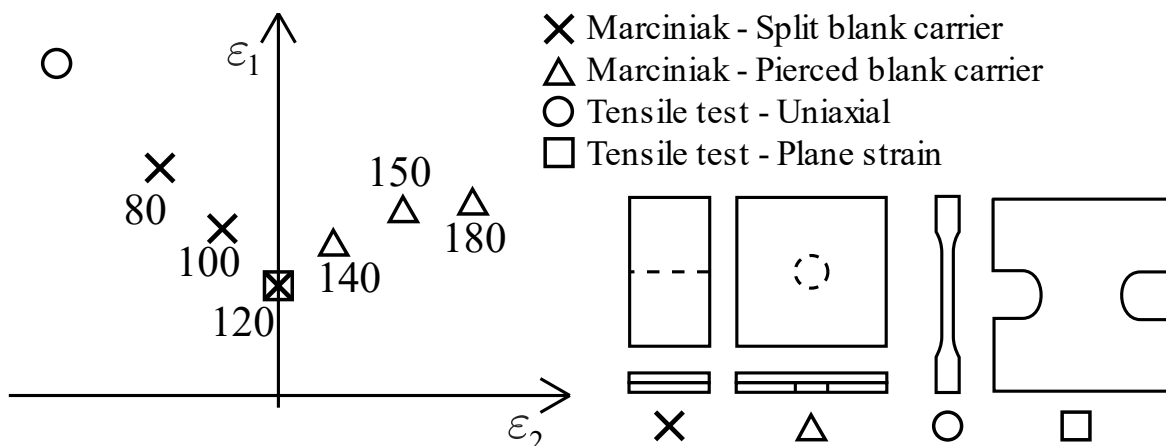 ε₁
Marciniak - Split blank carrier
Marciniak - Pierced blank carrier
Tensile test - Uniaxial
Tensile test - Plane strain
80
100
120
140
150
180
ε₂